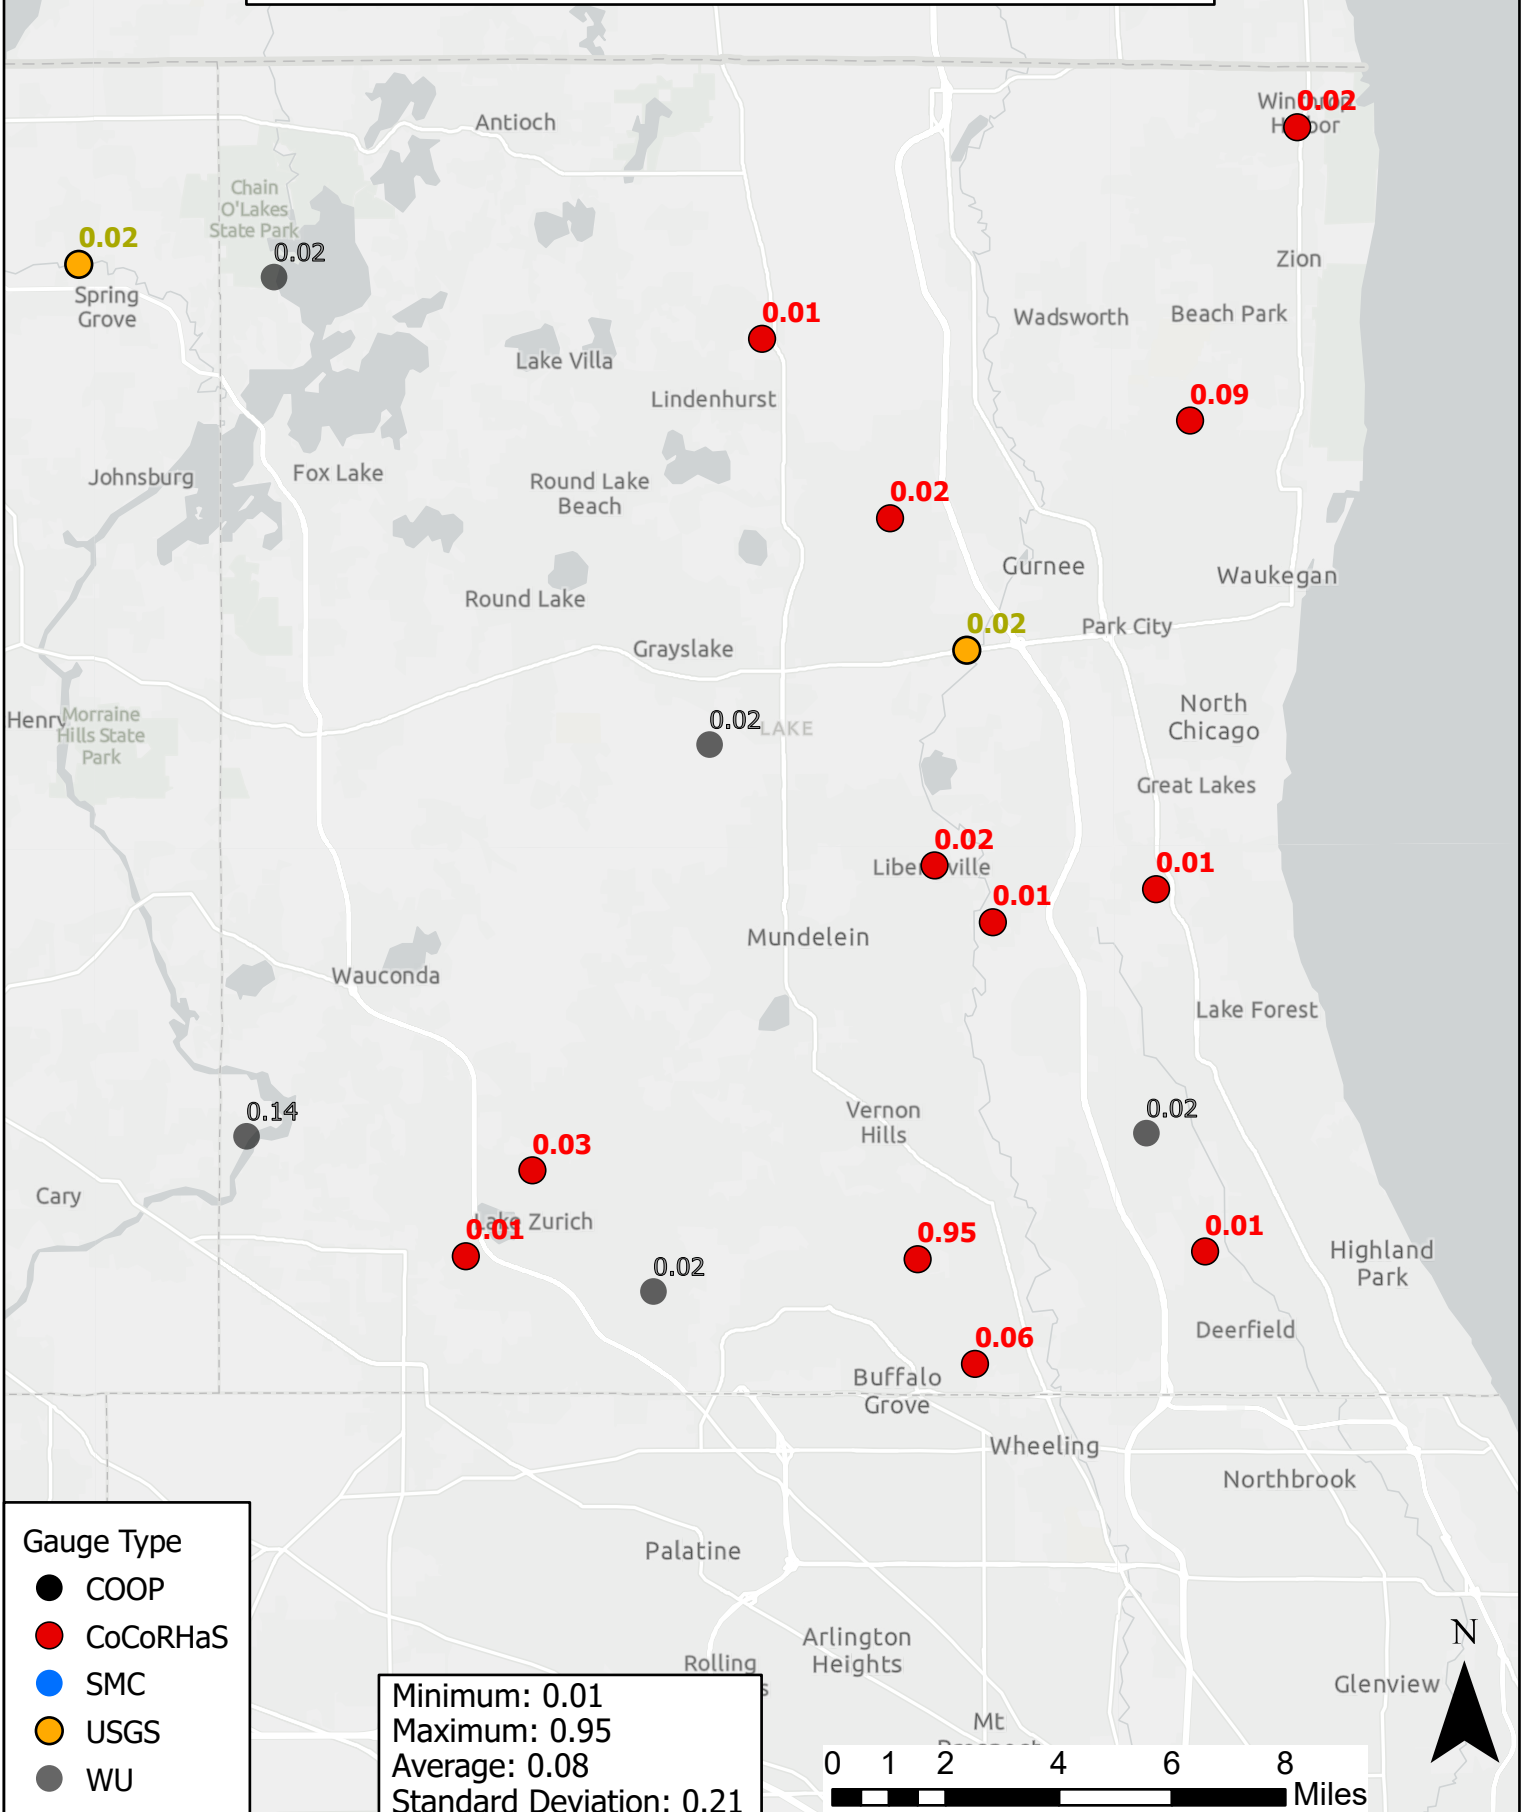 0.02
Antioch
Chain
O'Lakes
State Park
0.02
0.02
Zion
Spring
Grove
0.01
Wadsworth
Beach Park
Lake Villa
Lindenhurst
0.09
Johnsburg
Fox Lake
Round Lake
Beach
0.02
Gurnee
Waukegan
Round Lake
0.02
Park City
Grayslake
Henry
Morraine
Hills State
Park
0.02
LAKE
North
Chicago
Great Lakes
0.02
0.01
0.01
Mundelein
Wauconda
Lake Forest
0.14
Vernon
Hills
0.02
0.03
Cary
Lake Zurich
0.01
0.95
0.01
Highland
Park
0.02
Deerfield
0.06
Buffalo
Grove
Wheeling
Northbrook
Palatine
Arlington
Heights
Rolling
Glenview
Mt
Gauge Type
COOP
CoCoRHaS
SMC
USGS
WU
Minimum: 0.01
Maximum: 0.95
Average: 0.08
Standard Deviation: 0.21
N
0 1 2 4 6 8
Miles